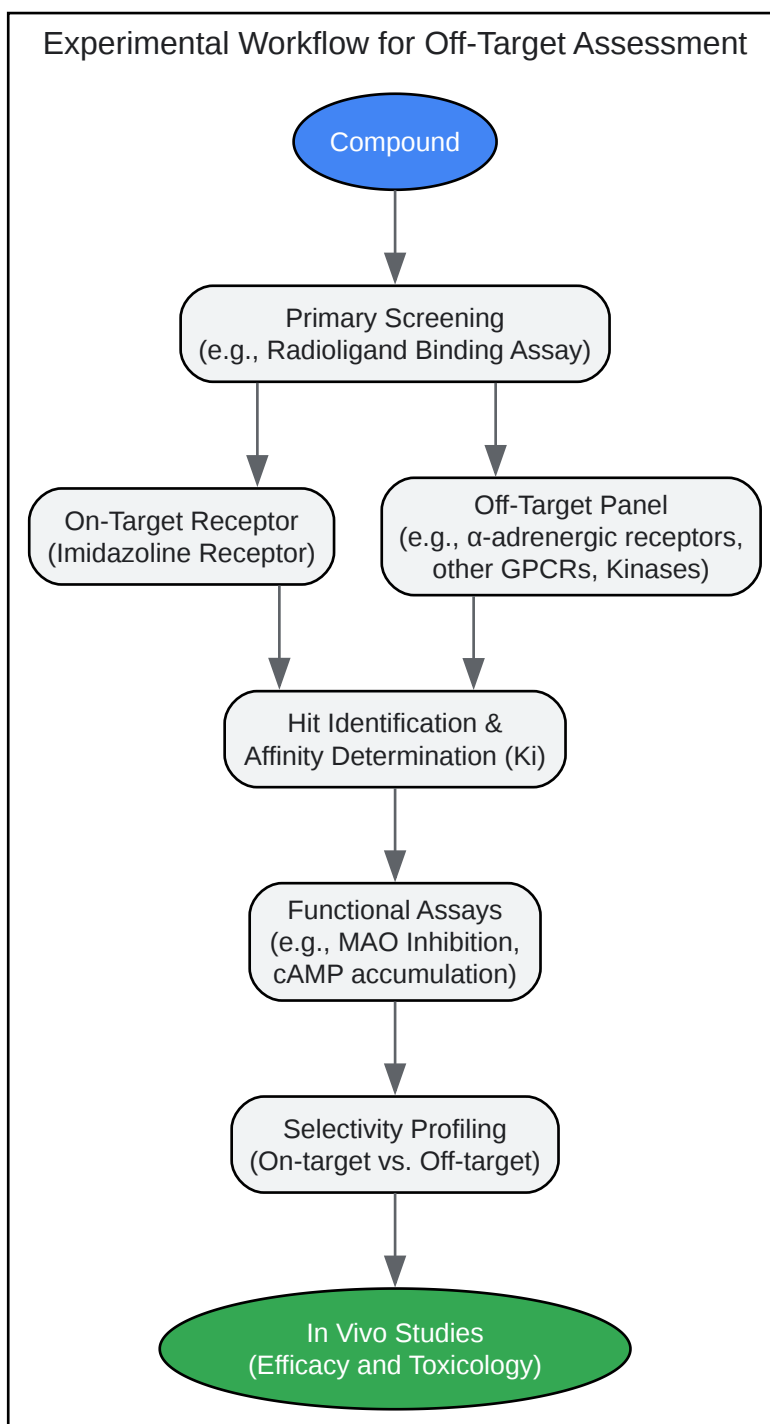 Experimental Workflow for Off-Target Assessment
Compound
Primary Screening
(e.g., Radioligand Binding Assay)
On-Target Receptor
(Imidazoline Receptor)
Off-Target Panel
(e.g., α-adrenergic receptors,
other GPCRs, Kinases)
Hit Identification &
Affinity Determination (Ki)
Functional Assays
(e.g., MAO Inhibition,
cAMP accumulation)
Selectivity Profiling
(On-target vs. Off-target)
In Vivo Studies
(Efficacy and Toxicology)